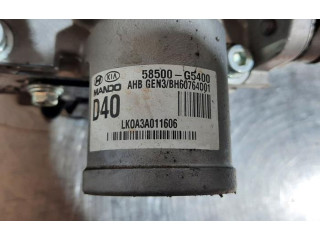 KIA 58500-G5400
MANDO AHB GEN3/BH60764001
D40
LK0A3A011606